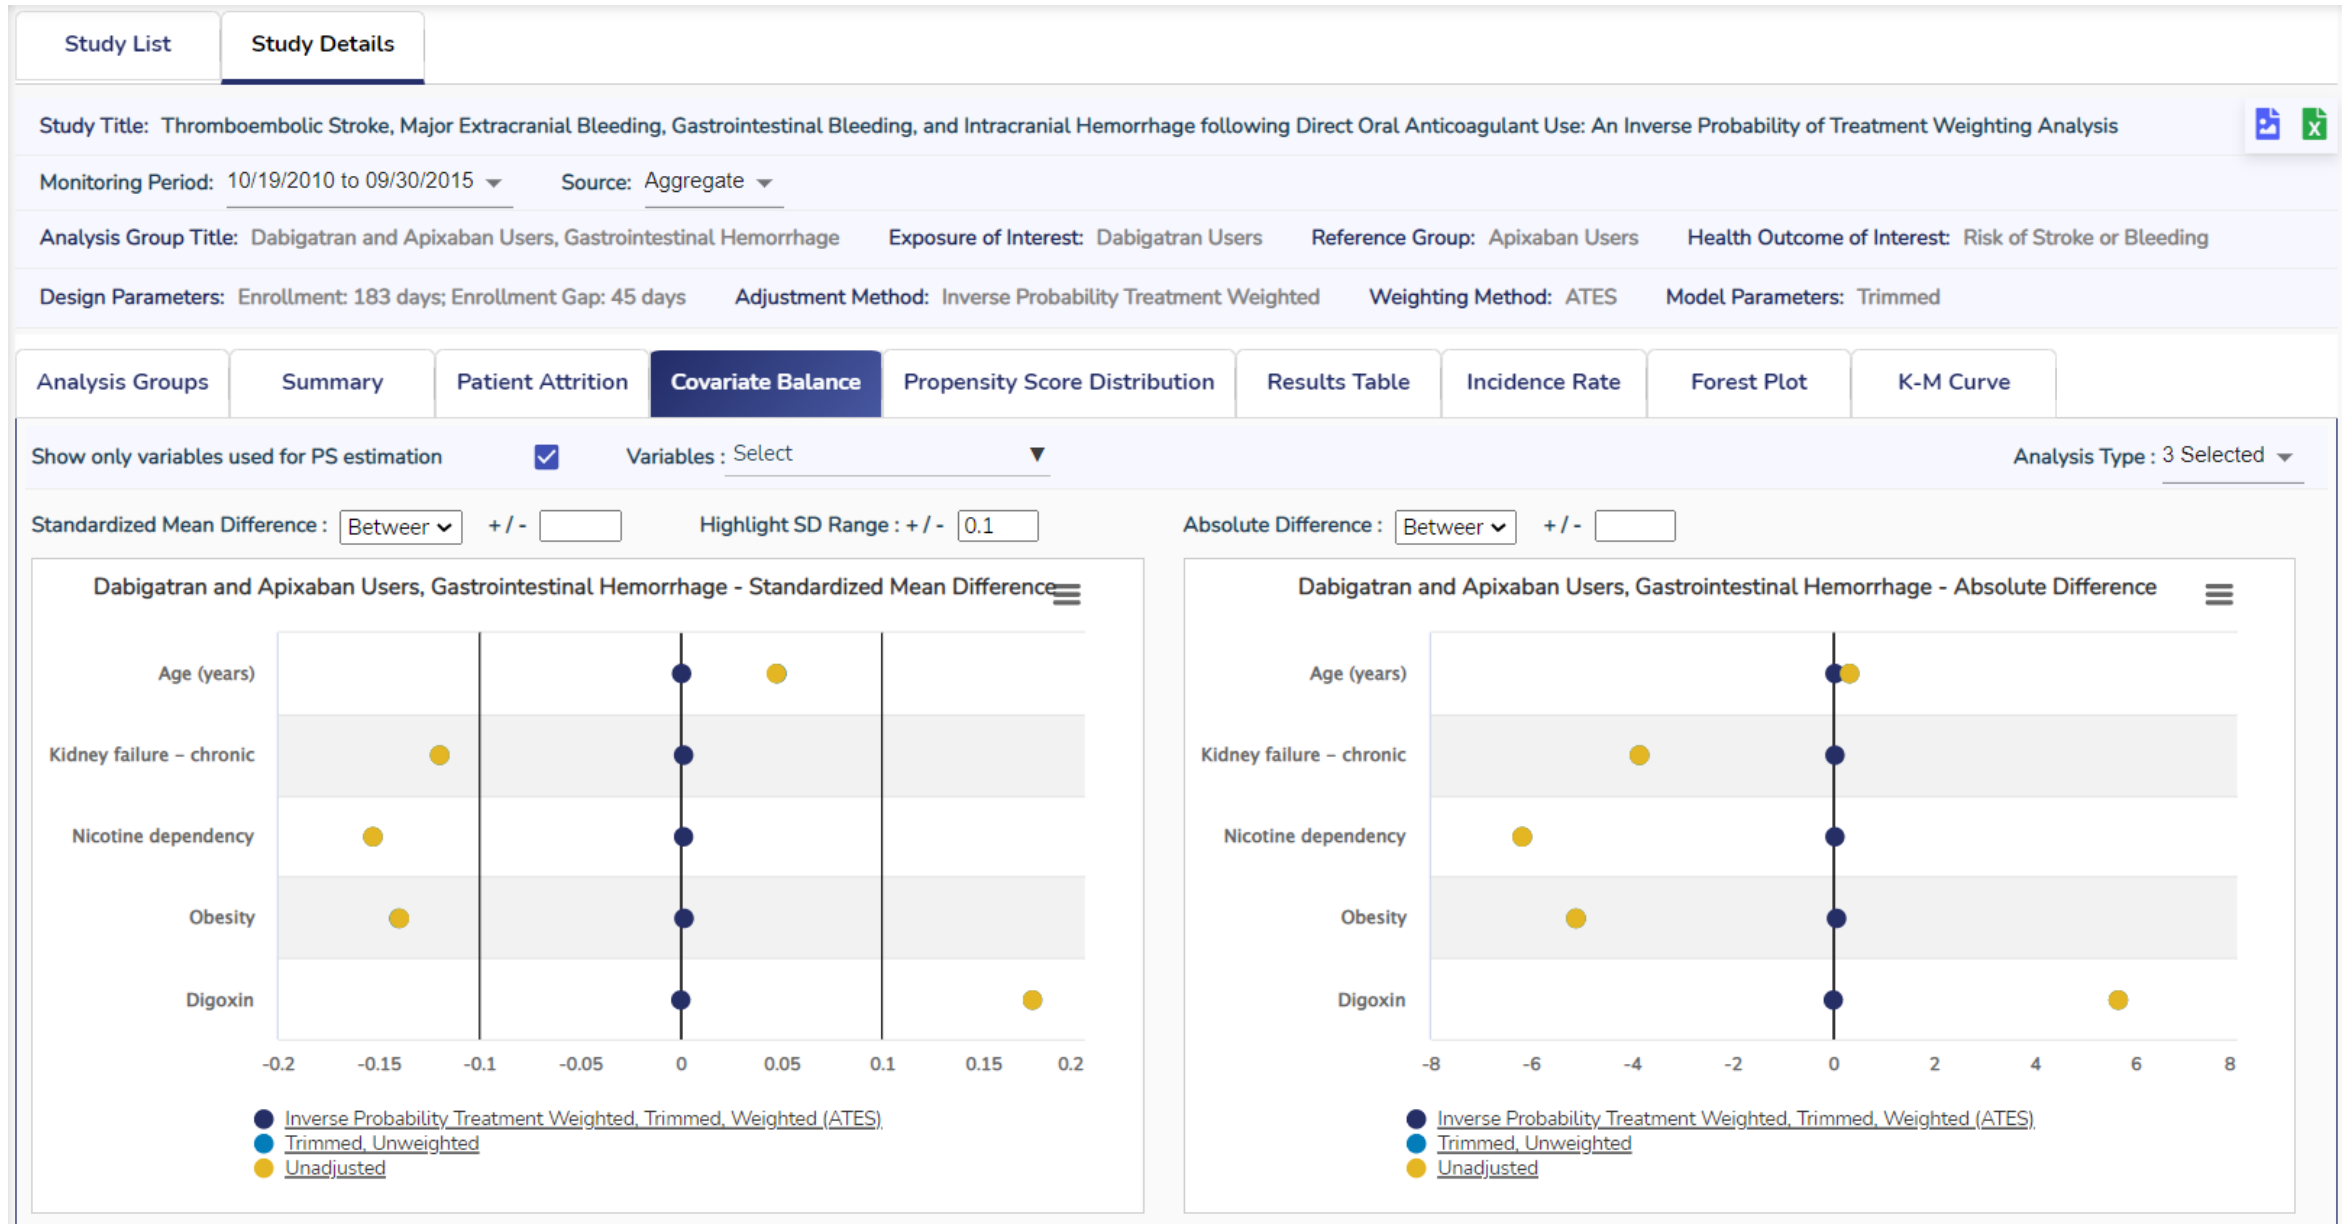 Study List Study Details
Study Title: Thromboembolic Stroke, Major Extracranial Bleeding, Gastrointestinal Bleeding, and Intracranial Hemorrhage following Direct Oral Anticoagulant Use: An Inverse Probability of Treatment Weighting Analysis
Monitoring Period: 10/19/2010 to 09/30/2015 Source: Aggregate
Analysis Group Title: Dabigatran and Apixaban Users, Gastrointestinal Hemorrhage Exposure of Interest: Dabigatran Users Reference Group: Apixaban Users Health Outcome of Interest: Risk of Stroke or Bleeding
Design Parameters: Enrollment: 183 days; Enrollment Gap: 45 days Adjustment Method: Inverse Probability Treatment Weighted Weighting Method: ATES Model Parameters: Trimmed
Analysis Groups Summary Patient Attrition Covariate Balance Propensity Score Distribution Results Table Incidence Rate Forest Plot K-M Curve
Show only variables used for PS estimation Variables : Select Analysis Type : 3 Selected
Standardized Mean Difference : Betweer + / - Highlight SD Range : + / - 0.1 Absolute Difference : Betweer + / -
Dabigatran and Apixaban Users, Gastrointestinal Hemorrhage - Standardized Mean Difference
Age (years)
Kidney failure – chronic
Nicotine dependency
Obesity
Digoxin
-0.2 -0.15 -0.1 -0.05 0 0.05 0.1 0.15 0.2
Inverse Probability Treatment Weighted, Trimmed, Weighted (ATES)
Trimmed, Unweighted
Unadjusted
Dabigatran and Apixaban Users, Gastrointestinal Hemorrhage - Absolute Difference
Age (years)
Kidney failure – chronic
Nicotine dependency
Obesity
Digoxin
-8 -6 -4 -2 0 2 4 6 8
Inverse Probability Treatment Weighted, Trimmed, Weighted (ATES)
Trimmed, Unweighted
Unadjusted